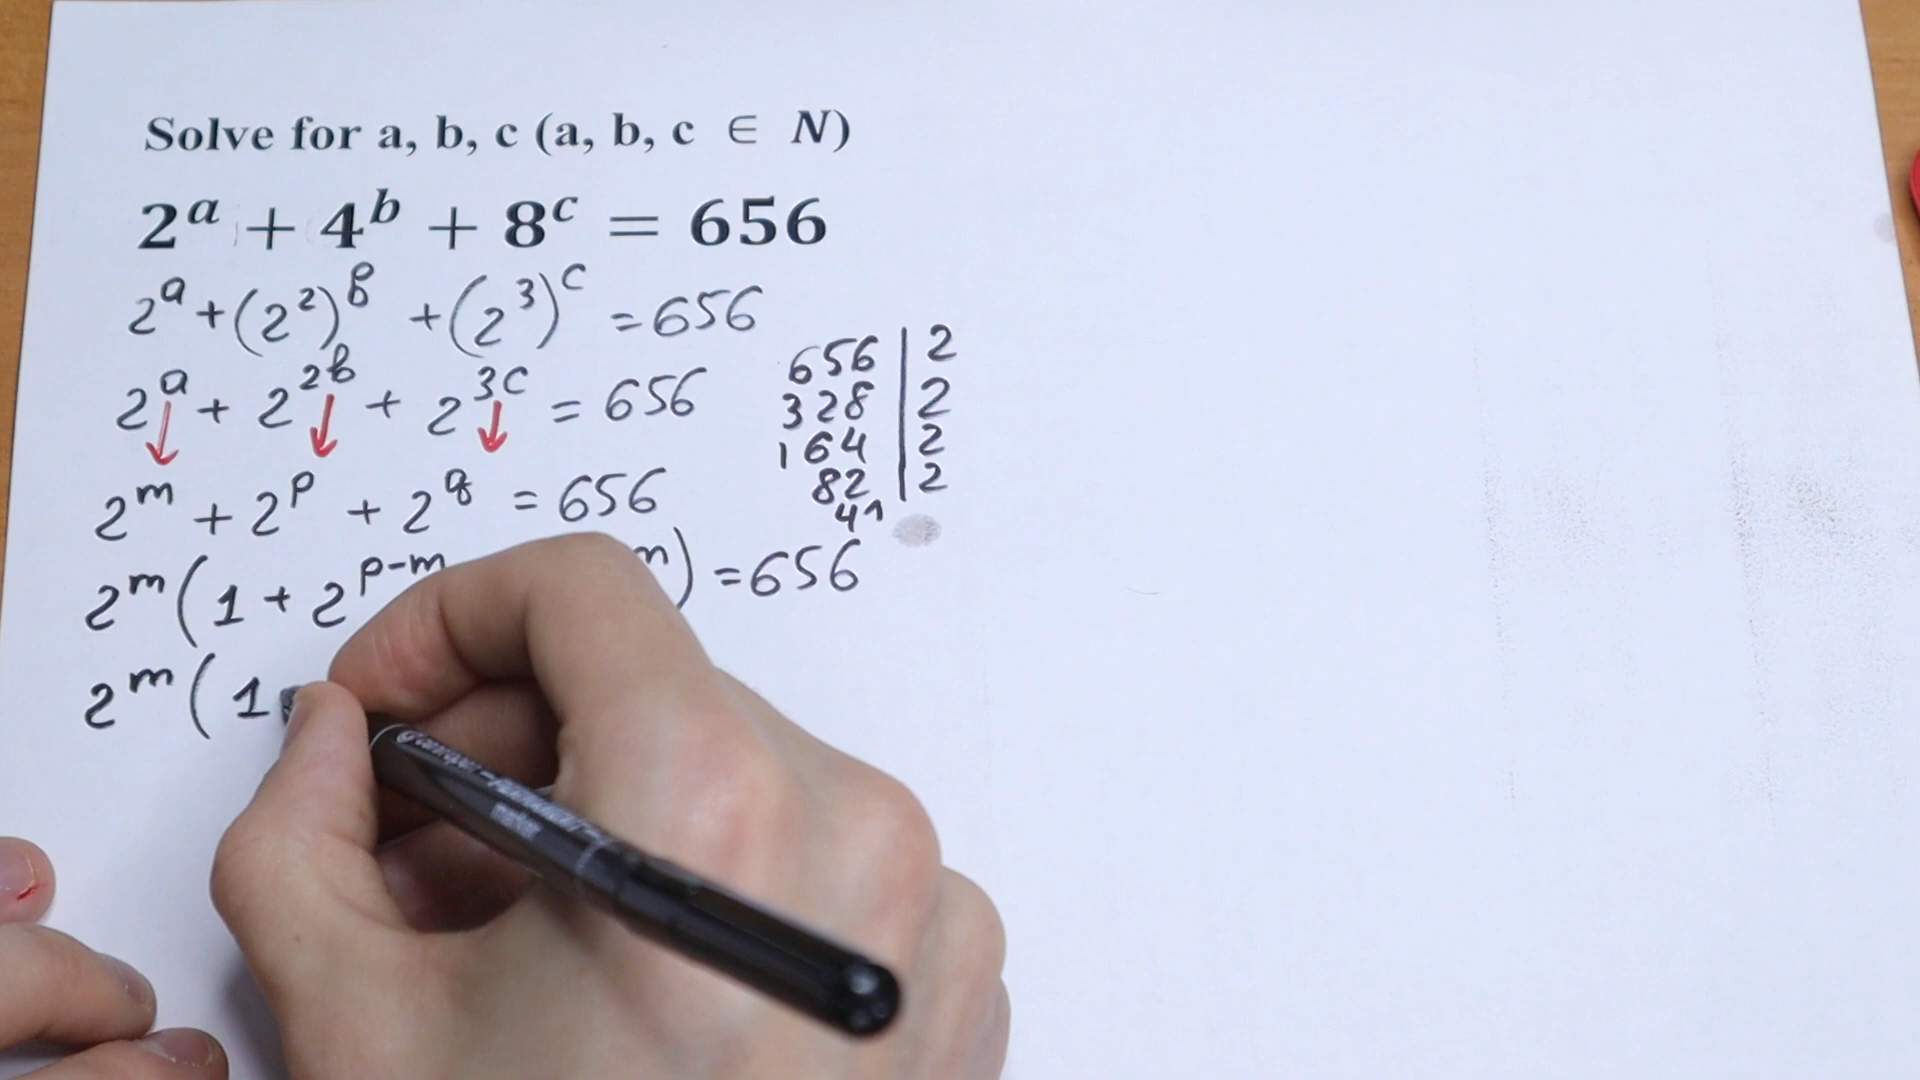 Solve for a, b, c (a, b, c ∈ N)
2^a + 4^b + 8^c = 656
2^a + (2^2)^b + (2^3)^c = 656
2^a + 2^2b + 2^3c = 656
2^m + 2^p + 2^q = 656
2^m (1 + 2^p-m m) = 656
2^m (1
656 | 2
328 | 2
164 | 2
82 | 2
41
marker